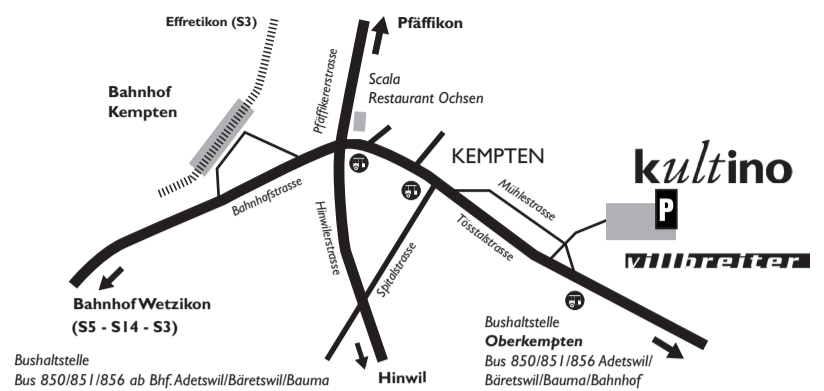 Effretikon (S3)
Pfäffikon
Bahnhof
Kempten
Pfäffikererstrasse
Scala
Restaurant Ochsen
KEMPTEN
kultino
P
Mühlestrasse
Bahnhofstrasse
Hinwilerstrasse
Spitalstrasse
Tösstalstrasse
villbreiter
Bahnhof Wetzikon
(S5 - S14 - S3)
Bushaltestelle
Bus 850/851/856 ab Bhf. Adetswil/Bäretswil/Bauma
Hinwil
Bushaltstelle
Oberkempten
Bus 850/851/856 Adetswil/
Bäretswil/Bauma/Bahnhof